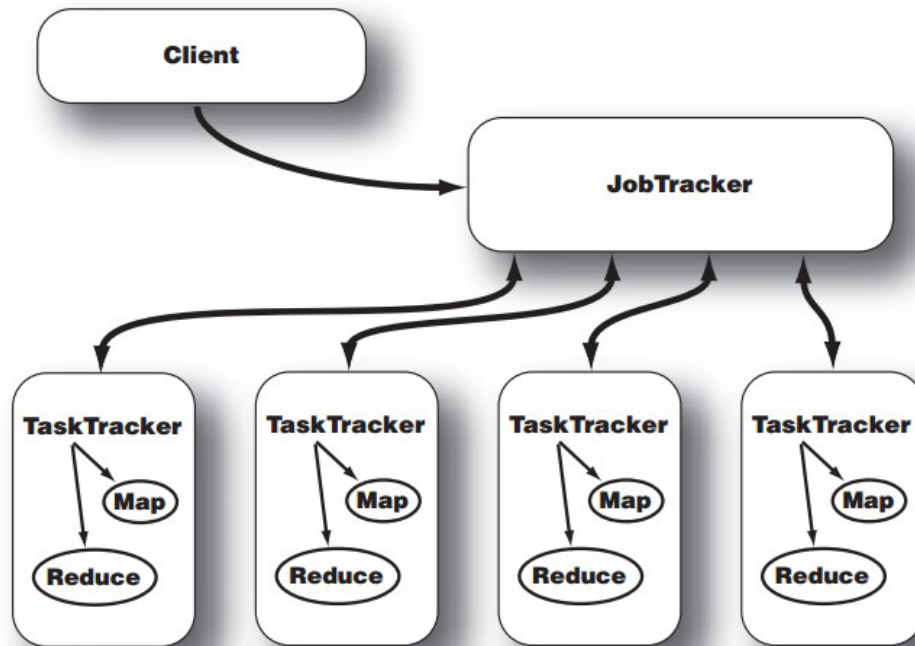 Client
JobTracker
TaskTracker
Map
Reduce
TaskTracker
Map
Reduce
TaskTracker
Map
Reduce
TaskTracker
Map
Reduce